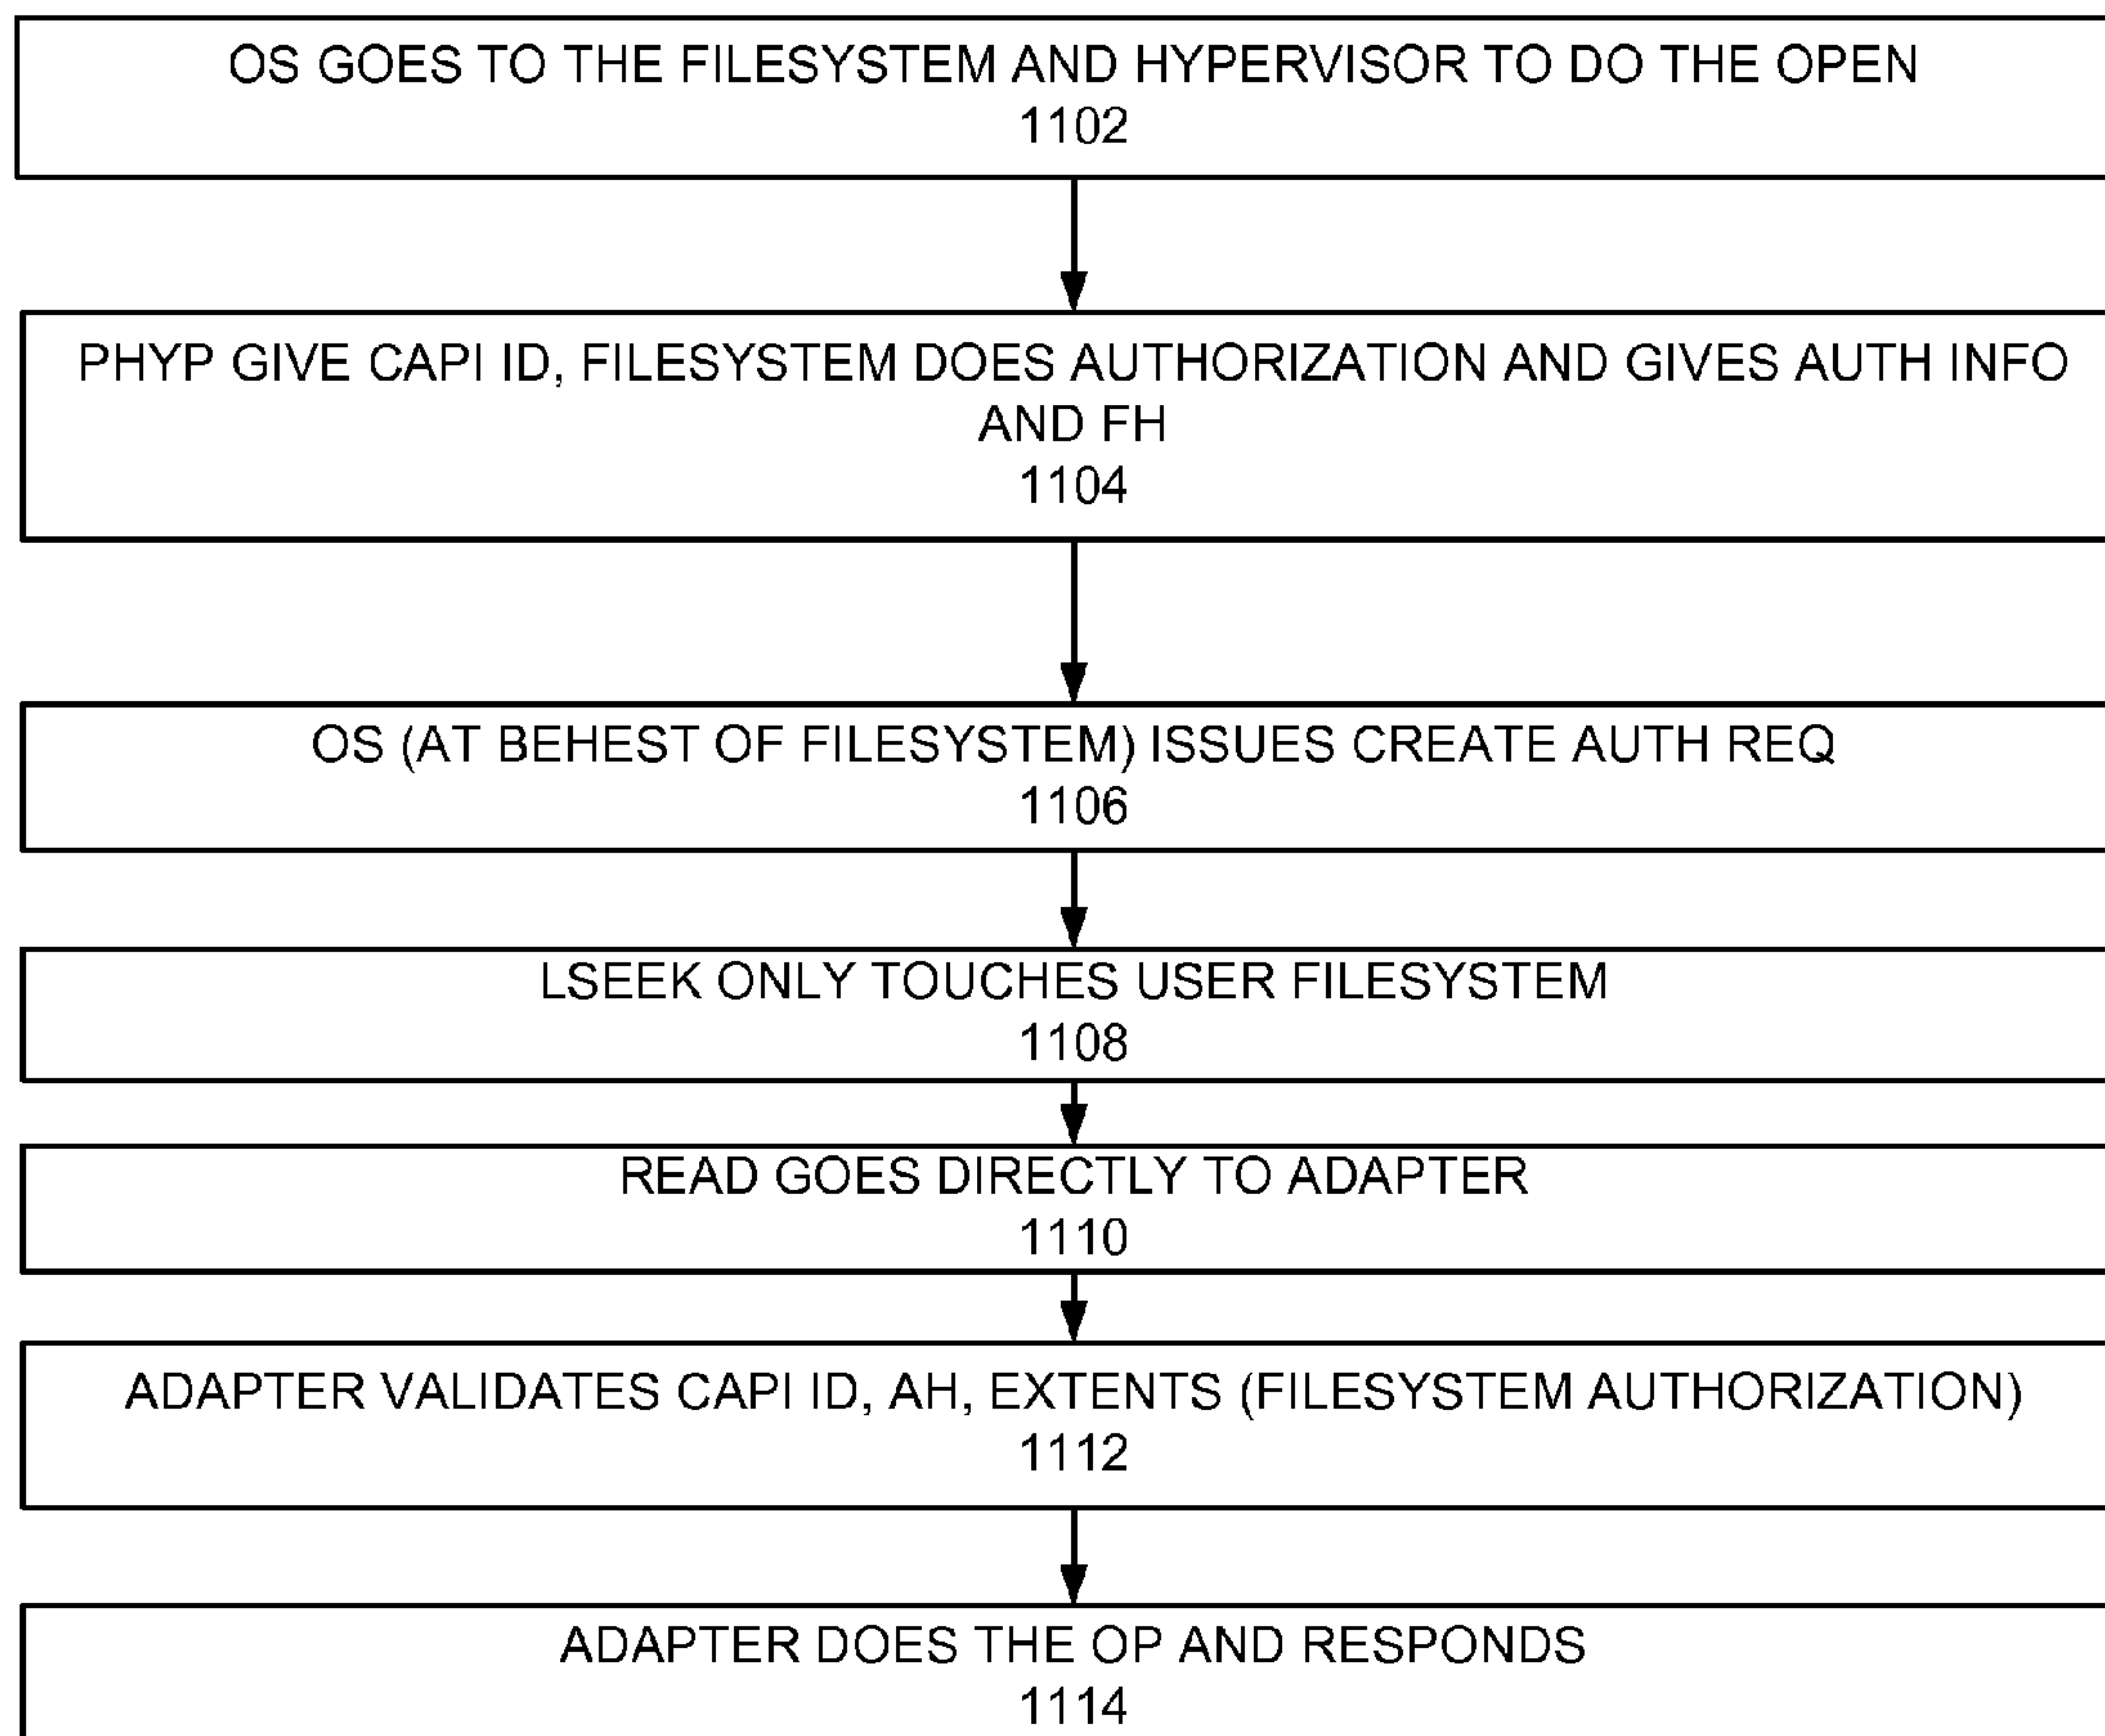 OS GOES TO THE FILESYSTEM AND HYPERVISOR TO DO THE OPEN
1102
PHYP GIVE CAPI ID, FILESYSTEM DOES AUTHORIZATION AND GIVES AUTH INFO
AND FH
1104
OS (AT BEHEST OF FILESYSTEM) ISSUES CREATE AUTH REQ
1106
LSEEK ONLY TOUCHES USER FILESYSTEM
1108
READ GOES DIRECTLY TO ADAPTER
1110
ADAPTER VALIDATES CAPI ID, AH, EXTENTS (FILESYSTEM AUTHORIZATION)
1112
ADAPTER DOES THE OP AND RESPONDS
1114